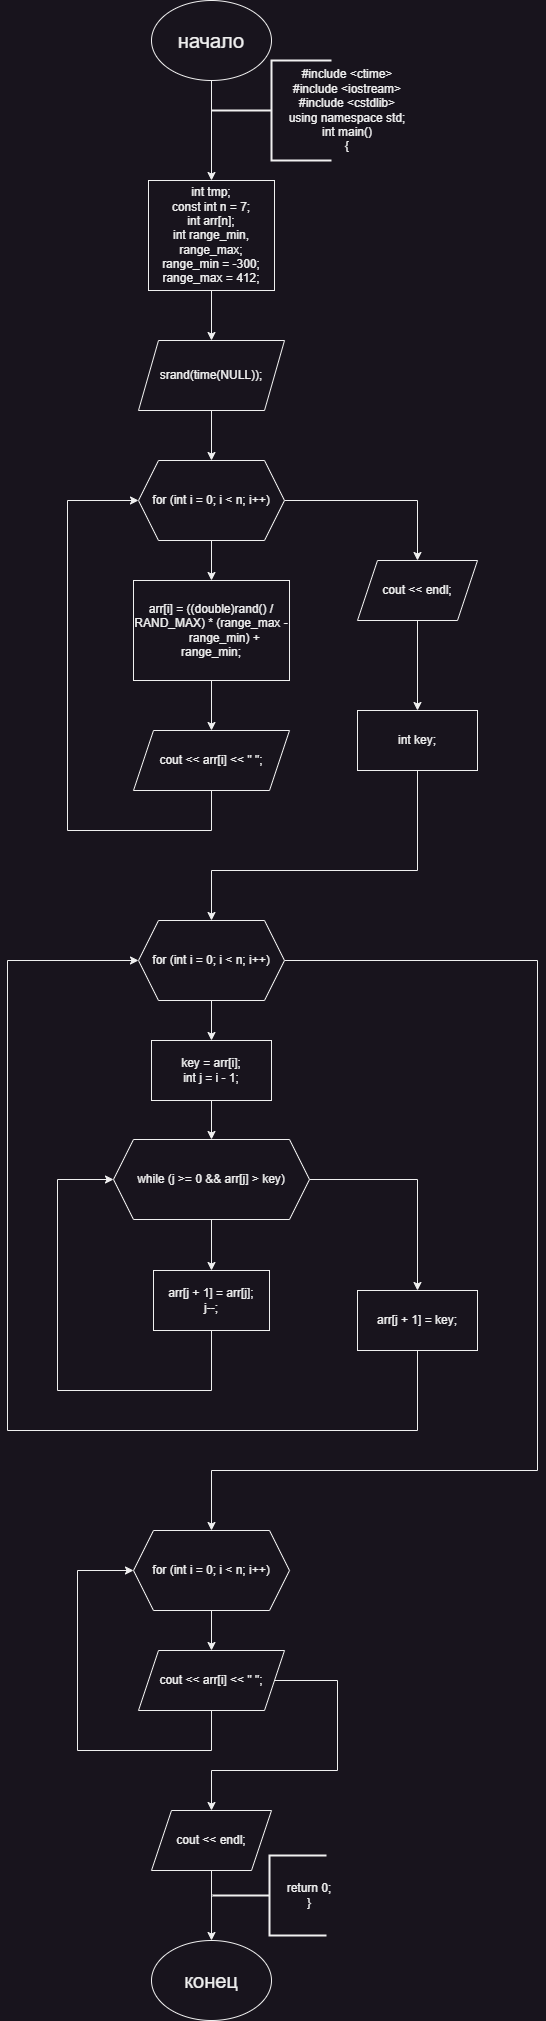 начало
#include <ctime>
#include <iostream>
#include <cstdlib>
using namespace std;
int main()
{
int tmp;
const int n = 7;
int arr[n];
int range_min,
range_max;
range_min = -300;
range_max = 412;
srand(time(NULL));
for (int i = 0; i < n; i++)
arr[i] = ((double)rand() /
RAND_MAX) * (range_max -
range_min) +
range_min;
cout << endl;
cout << arr[i] << " ";
int key;
for (int i = 0; i < n; i++)
key = arr[i];
int j = i - 1;
while (j >= 0 && arr[j] > key)
arr[j + 1] = arr[j];
j--;
arr[j + 1] = key;
for (int i = 0; i < n; i++)
cout << arr[i] << " ";
cout << endl;
return 0;
}
конец